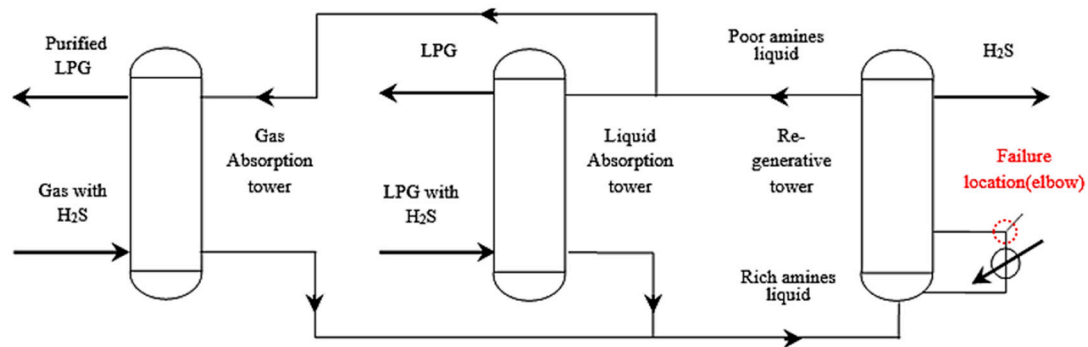 Purified
LPG
Gas with
H₂S
Gas
Absorption
tower
LPG
LPG with
H₂S
Liquid
Absorption
tower
Poor amines
liquid
Re-
generative
tower
Rich amines
liquid
H₂S
Failure
location(elbow)